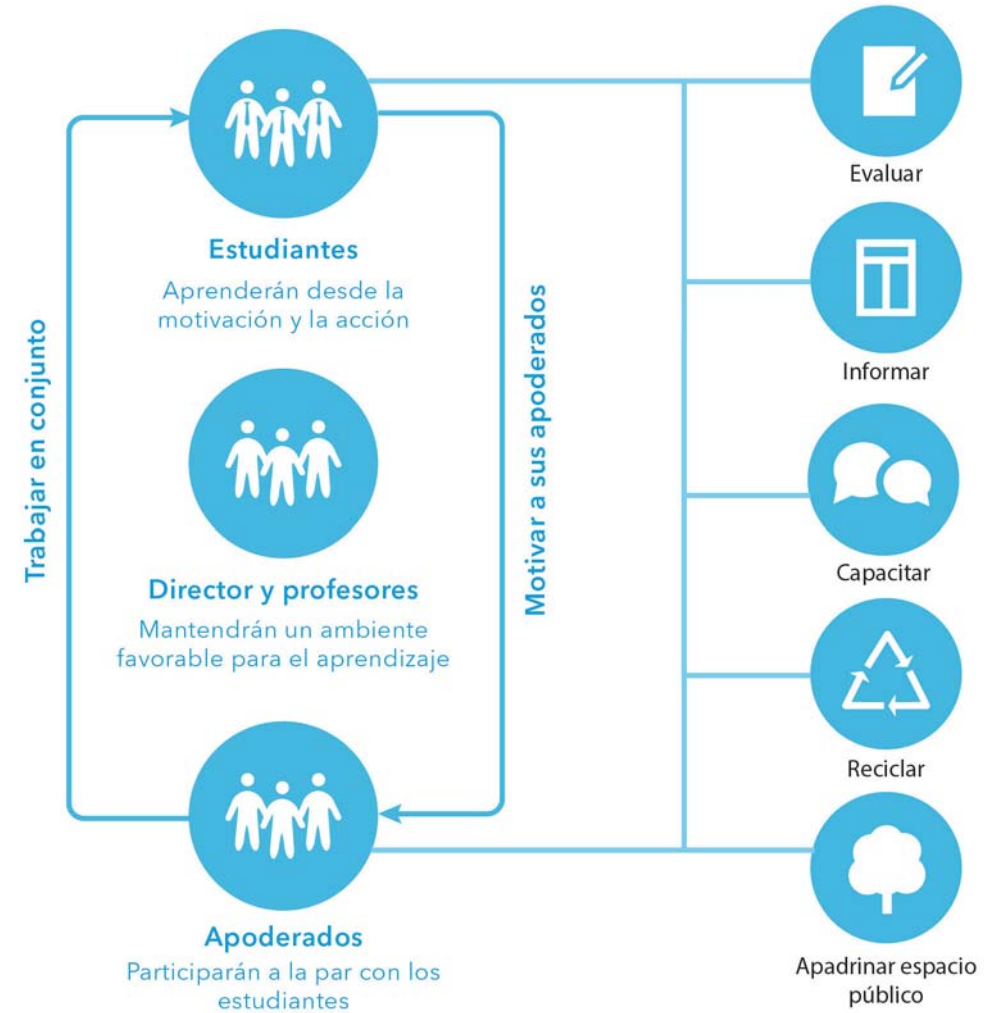 Estudiantes
Aprenderán desde la
motivación y la acción
Director y profesores
Mantendrán un ambiente
favorable para el aprendizaje
Apoderados
Participarán a la par con los
estudiantes
Trabajar en conjunto
Motivar a sus apoderados
Evaluar
Informar
Capacitar
Reciclar
Apadrinar espacio
público